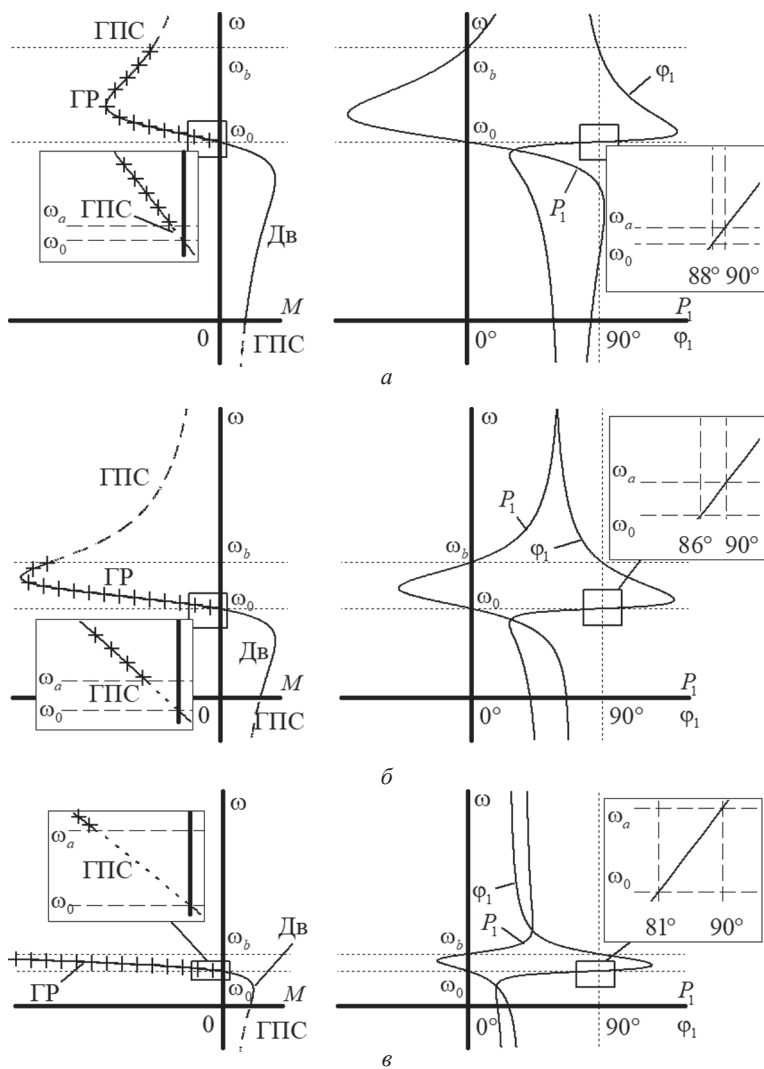 ГПС
ω
ω_b
ГР
ω_0
ГПС
ω_a
ω_0
Дв
M
0
ГПС
ω_b
φ_1
ω_0
P_1
ω_a
ω_0
88° 90°
P_1
0°
90°
φ_1
а
ω
ГПС
ω_b
ГР
ω_0
Дв
ω_a
ГПС
ω_0
M
0
ГПС
ω
P_1
φ_1
ω_b
ω_0
ω_a
ω_0
86° 90°
P_1
0°
90°
φ_1
б
ω
ω_a
ГПС
ω_0
Дв
ω_b
ГР
ω_0
M
0
ГПС
ω
φ_1
P_1
ω_b
ω_0
ω_a
ω_0
81° 90°
P_1
0°
90°
φ_1
в